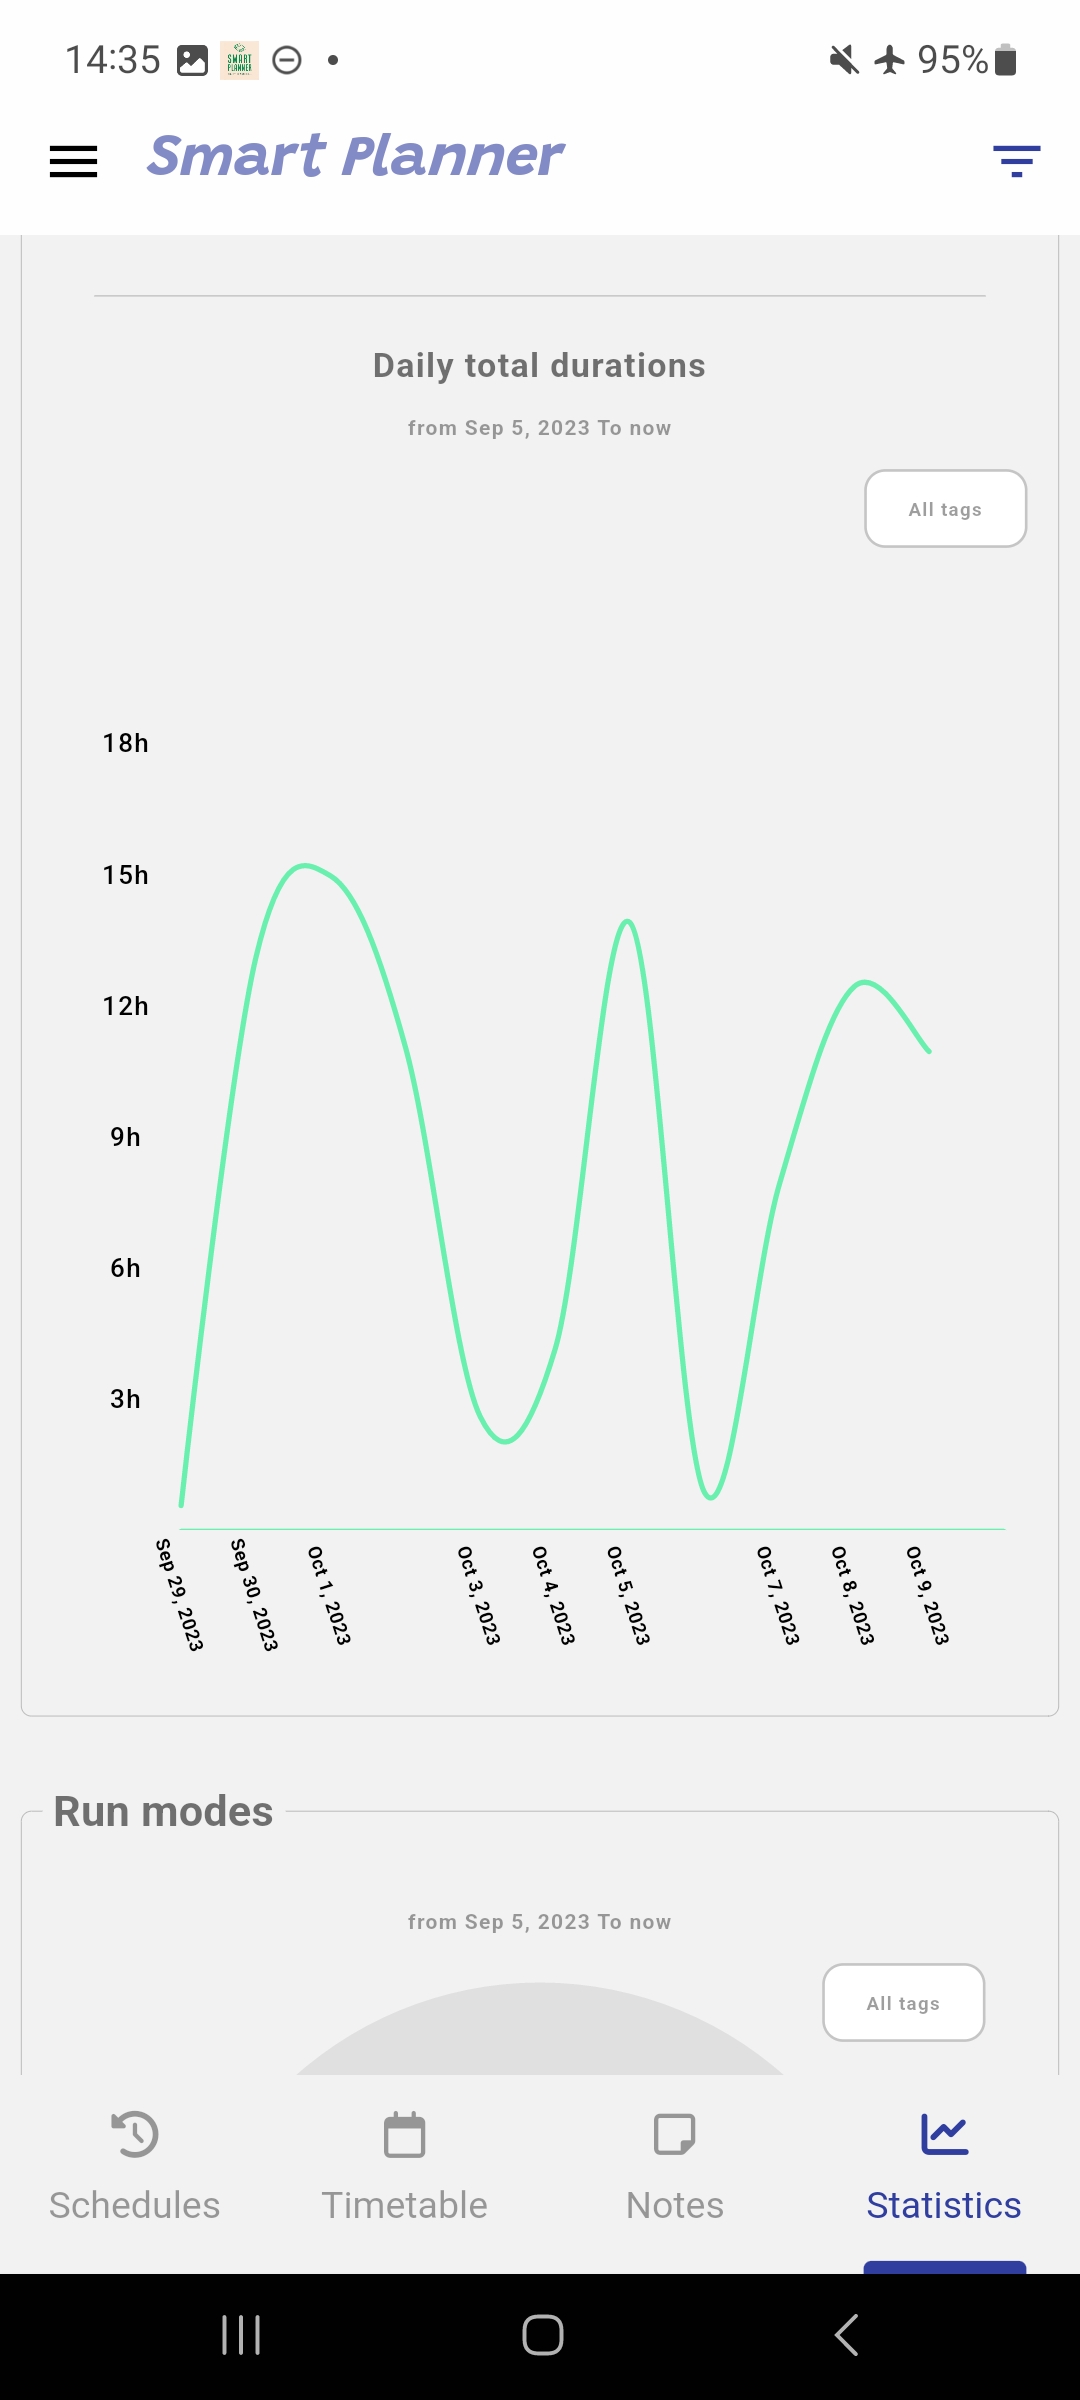 14:35
SMART
PLANNER
95%
Smart Planner
Daily total durations
from Sep 5, 2023 To now
All tags
18h
15h
12h
9h
6h
3h
Sep 29, 2023
Sep 30, 2023
Oct 1, 2023
Oct 3, 2023
Oct 4, 2023
Oct 5, 2023
Oct 7, 2023
Oct 8, 2023
Oct 9, 2023
Run modes
from Sep 5, 2023 To now
All tags
Schedules
Timetable
Notes
Statistics